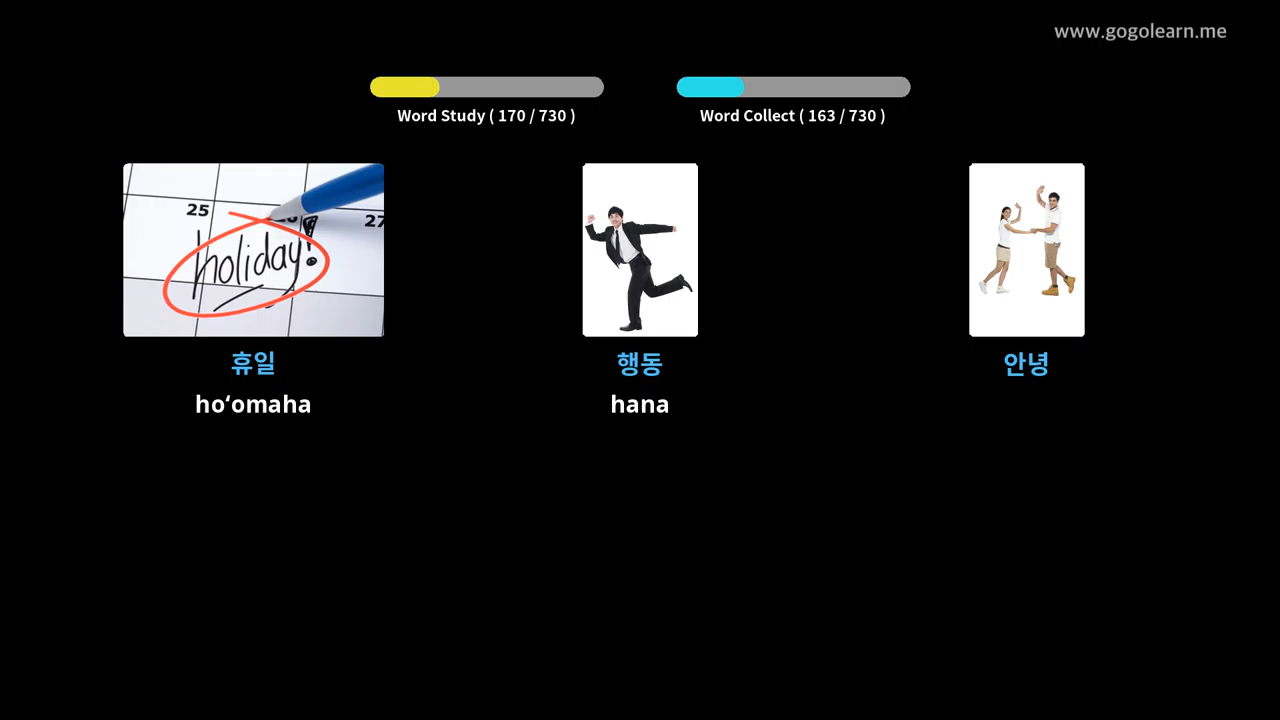 www.gogolearn.me
Word Study ( 170 / 730 )
Word Collect ( 163 / 730 )
25
27
holiday!
휴일
행동
안녕
hoʻomaha
hana